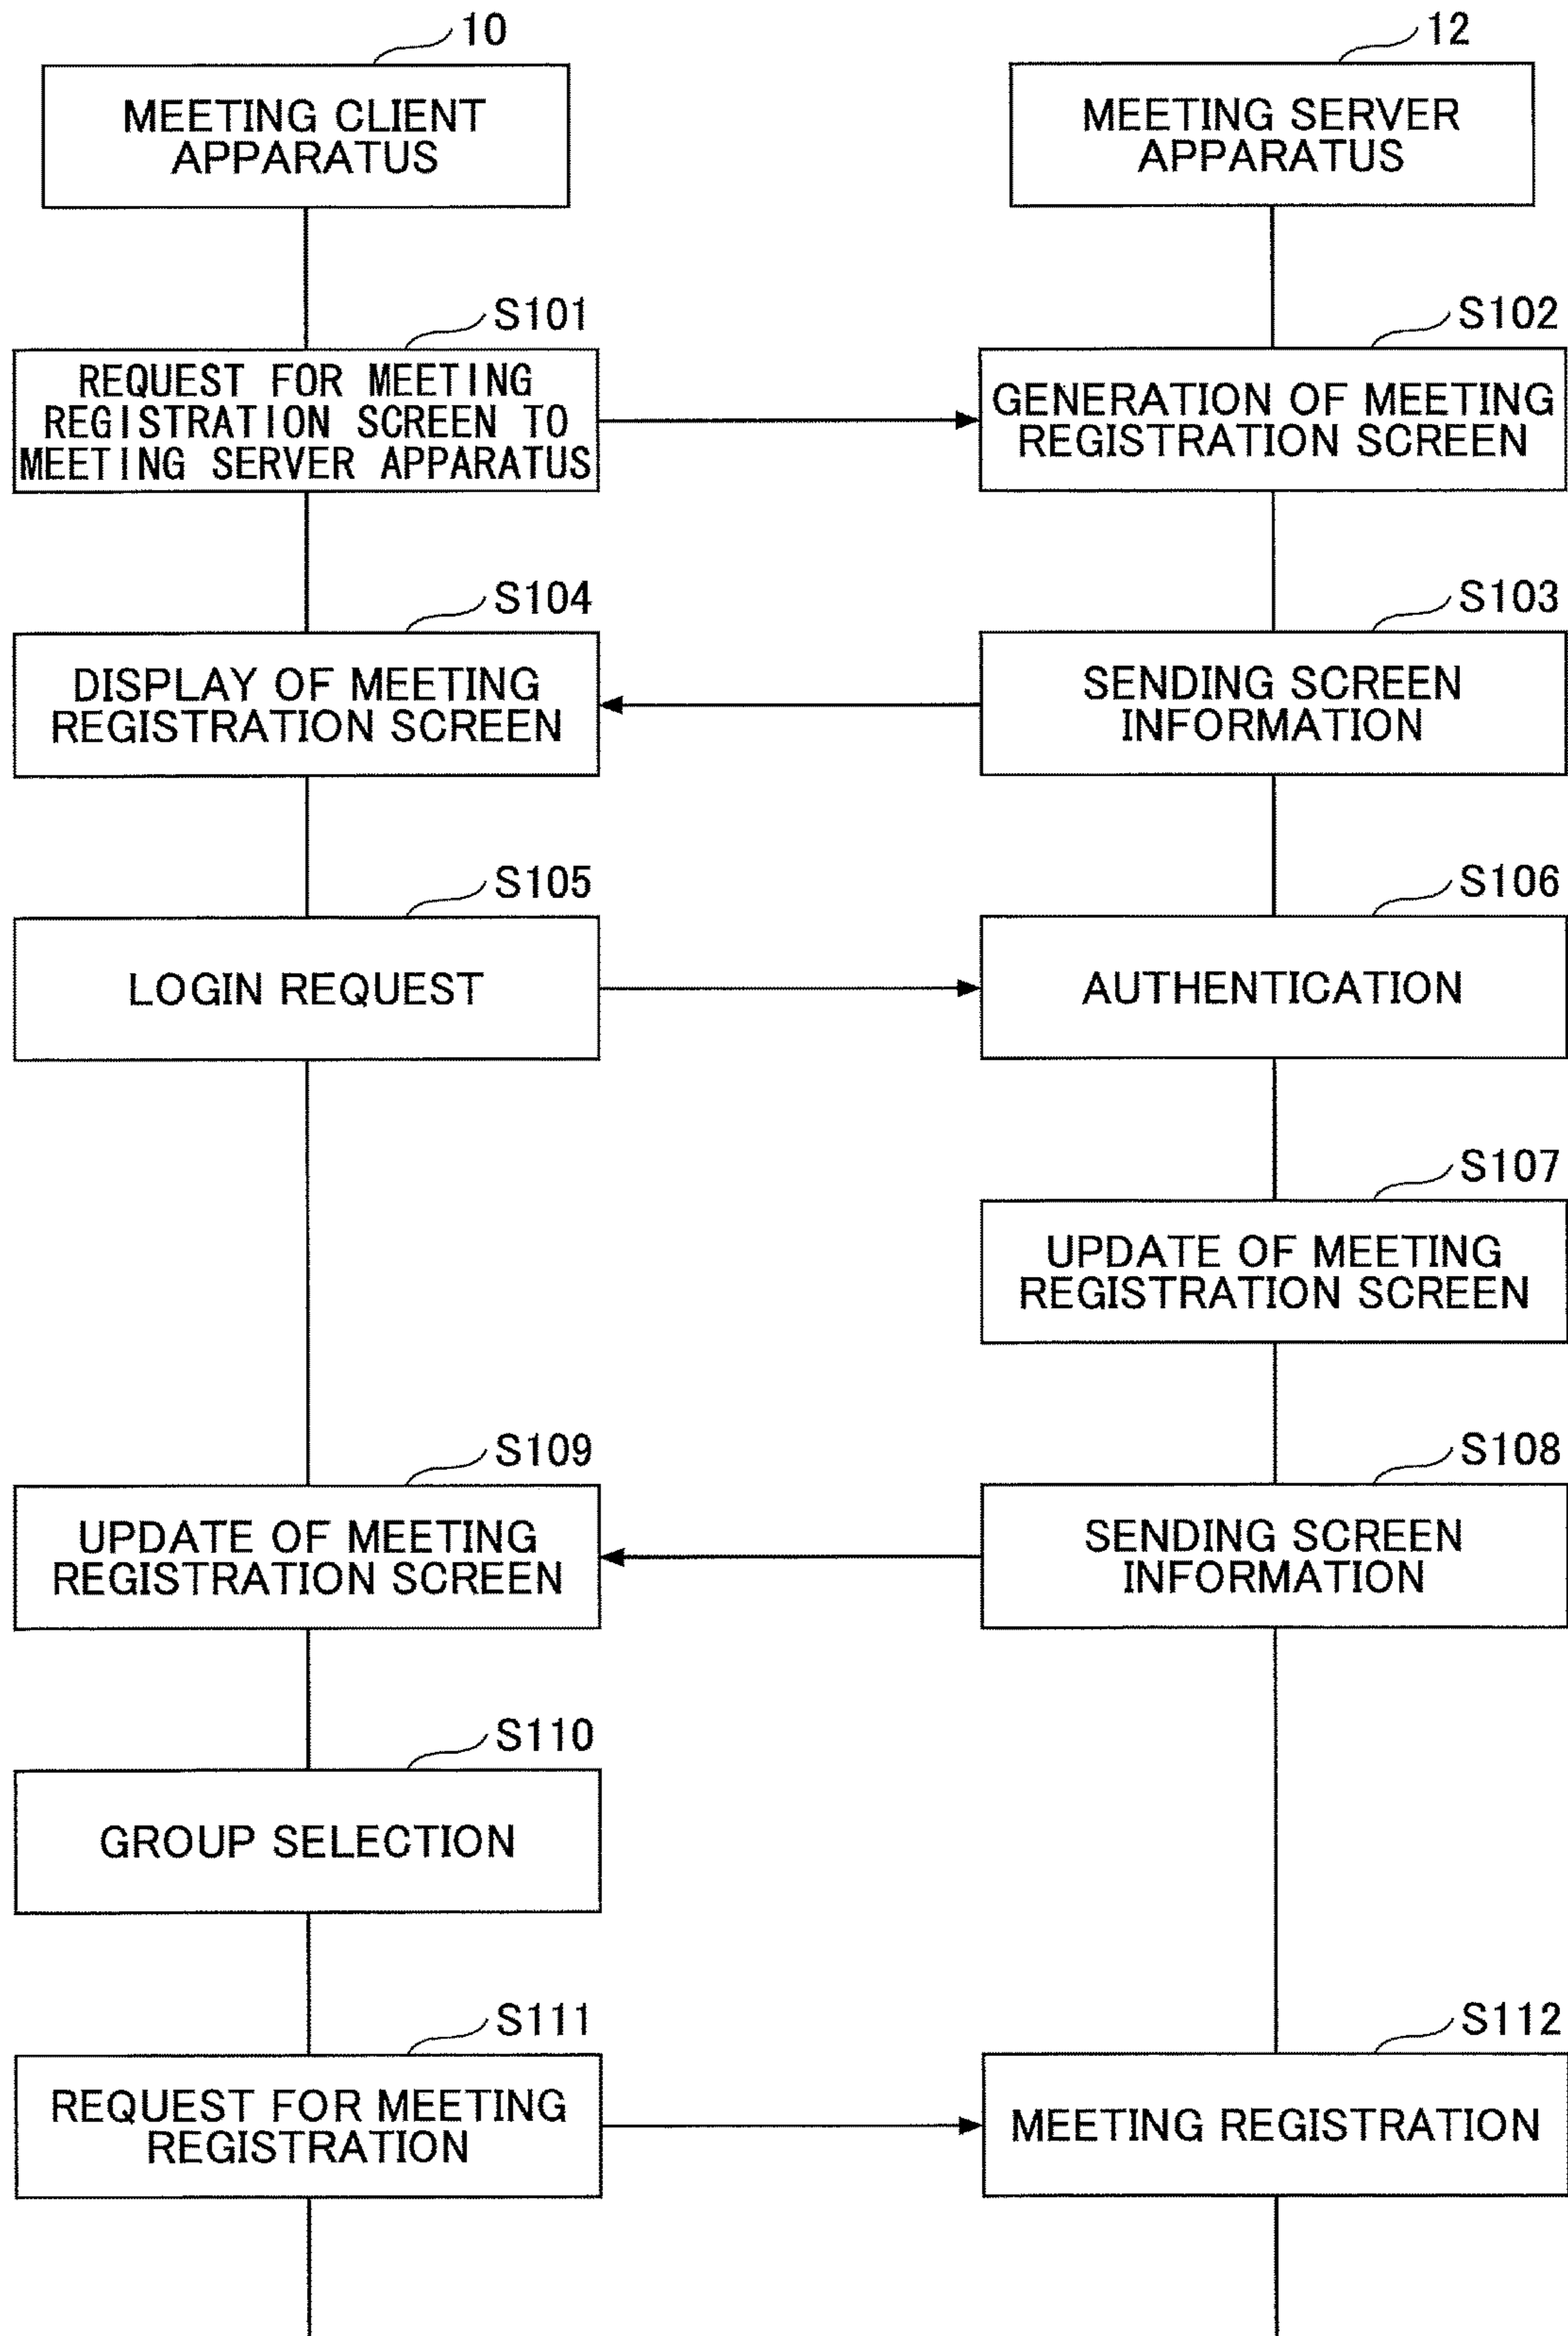 10
MEETING CLIENT
APPARATUS
12
MEETING SERVER
APPARATUS
S101
REQUEST FOR MEETING
REGISTRATION SCREEN TO
MEETING SERVER APPARATUS
S102
GENERATION OF MEETING
REGISTRATION SCREEN
S104
DISPLAY OF MEETING
REGISTRATION SCREEN
S103
SENDING SCREEN
INFORMATION
S105
LOGIN REQUEST
S106
AUTHENTICATION
S107
UPDATE OF MEETING
REGISTRATION SCREEN
S109
UPDATE OF MEETING
REGISTRATION SCREEN
S108
SENDING SCREEN
INFORMATION
S110
GROUP SELECTION
S111
REQUEST FOR MEETING
REGISTRATION
S112
MEETING REGISTRATION